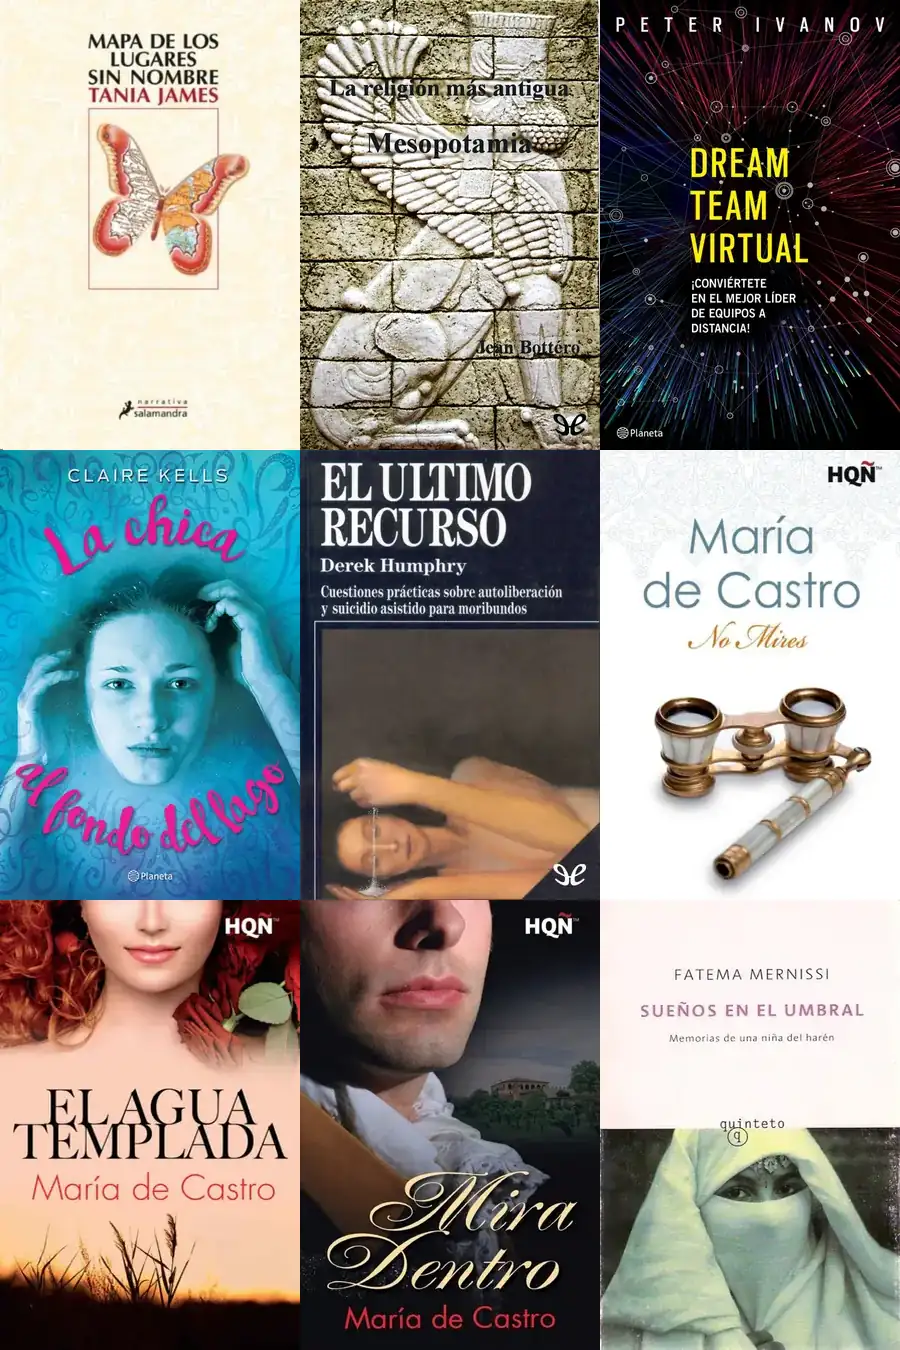 MAPA DE LOS
LUGARES
SIN NOMBRE
TANIA JAMES
narrativa
salamandra
La religión más antigua
Mesopotamia
Jean Bottéro
PETER IVANOV
DREAM
TEAM
VIRTUAL
¡CONVIÉRTETE
EN EL MEJOR LÍDER
DE EQUIPOS A
DISTANCIA!
Planeta
CLAIRE KELLS
La chica
al fondo del lago
Planeta
EL ULTIMO
RECURSO
Derek Humphry
Cuestiones prácticas sobre autoliberación
y suicidio asistido para moribundos
HQÑ™
María
de Castro
No Mires
HQÑ™
EL AGUA
TEMPLADA
María de Castro
HQÑ™
Mira
Dentro
María de Castro
FATEMA MERNISSI
SUEÑOS EN EL UMBRAL
Memorias de una niña del harén
quinteto
q